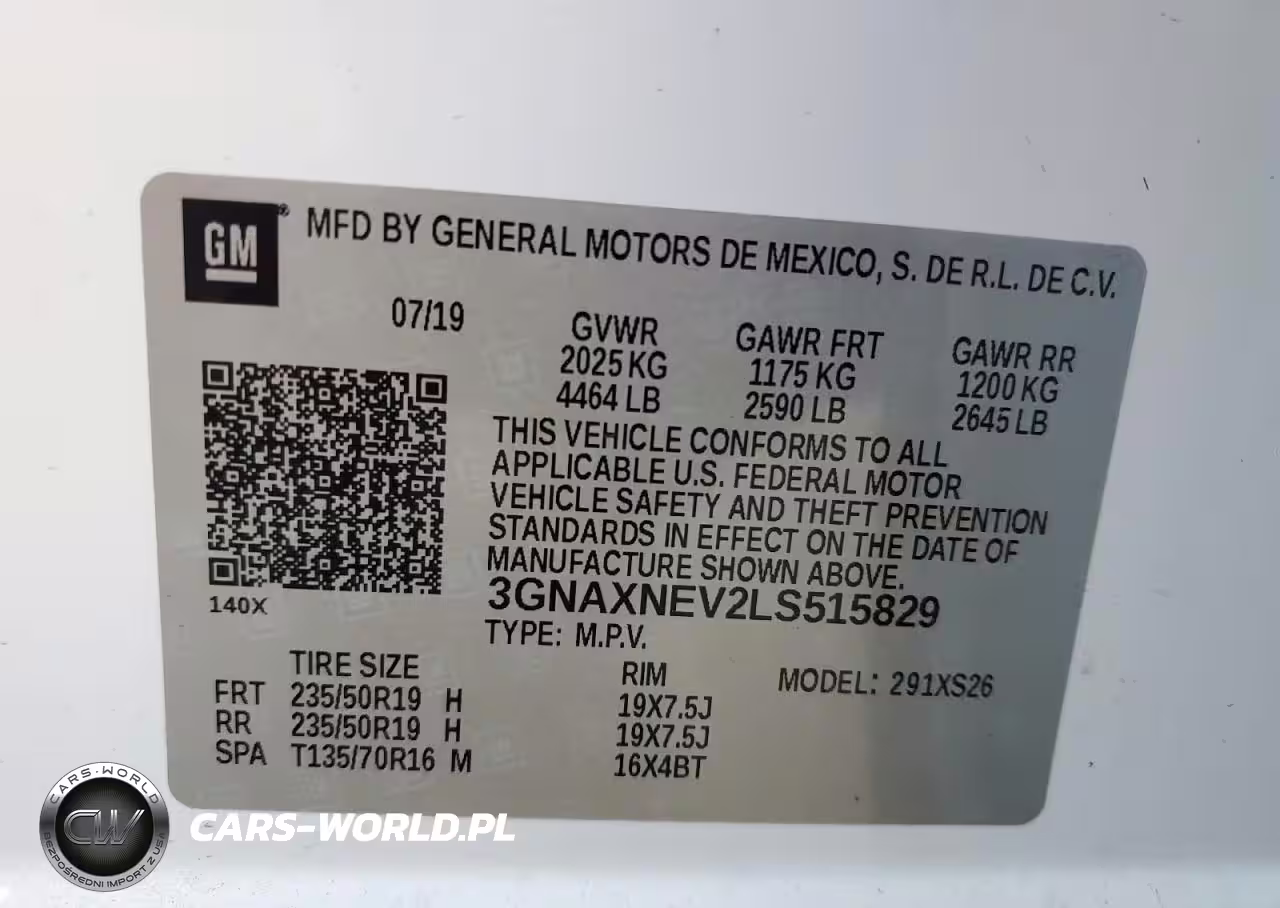 GM® MFD BY GENERAL MOTORS DE MEXICO, S. DE R.L. DE C.V.
07/19 GVWR GAWR FRT GAWR RR
2025 KG 1175 KG 1200 KG
4464 LB 2590 LB 2645 LB
THIS VEHICLE CONFORMS TO ALL
APPLICABLE U.S. FEDERAL MOTOR
VEHICLE SAFETY AND THEFT PREVENTION
STANDARDS IN EFFECT ON THE DATE OF
MANUFACTURE SHOWN ABOVE.
140X 3GNAXNEV2LS515829
TYPE: M.P.V.
TIRE SIZE RIM MODEL: 291XS26
FRT 235/50R19 H 19X7.5J
RR 235/50R19 H 19X7.5J
SPA T135/70R16 M 16X4BT
CARS-WORLD
CW
BEZPOŚREDNI IMPORT Z USA
CARS-WORLD.PL